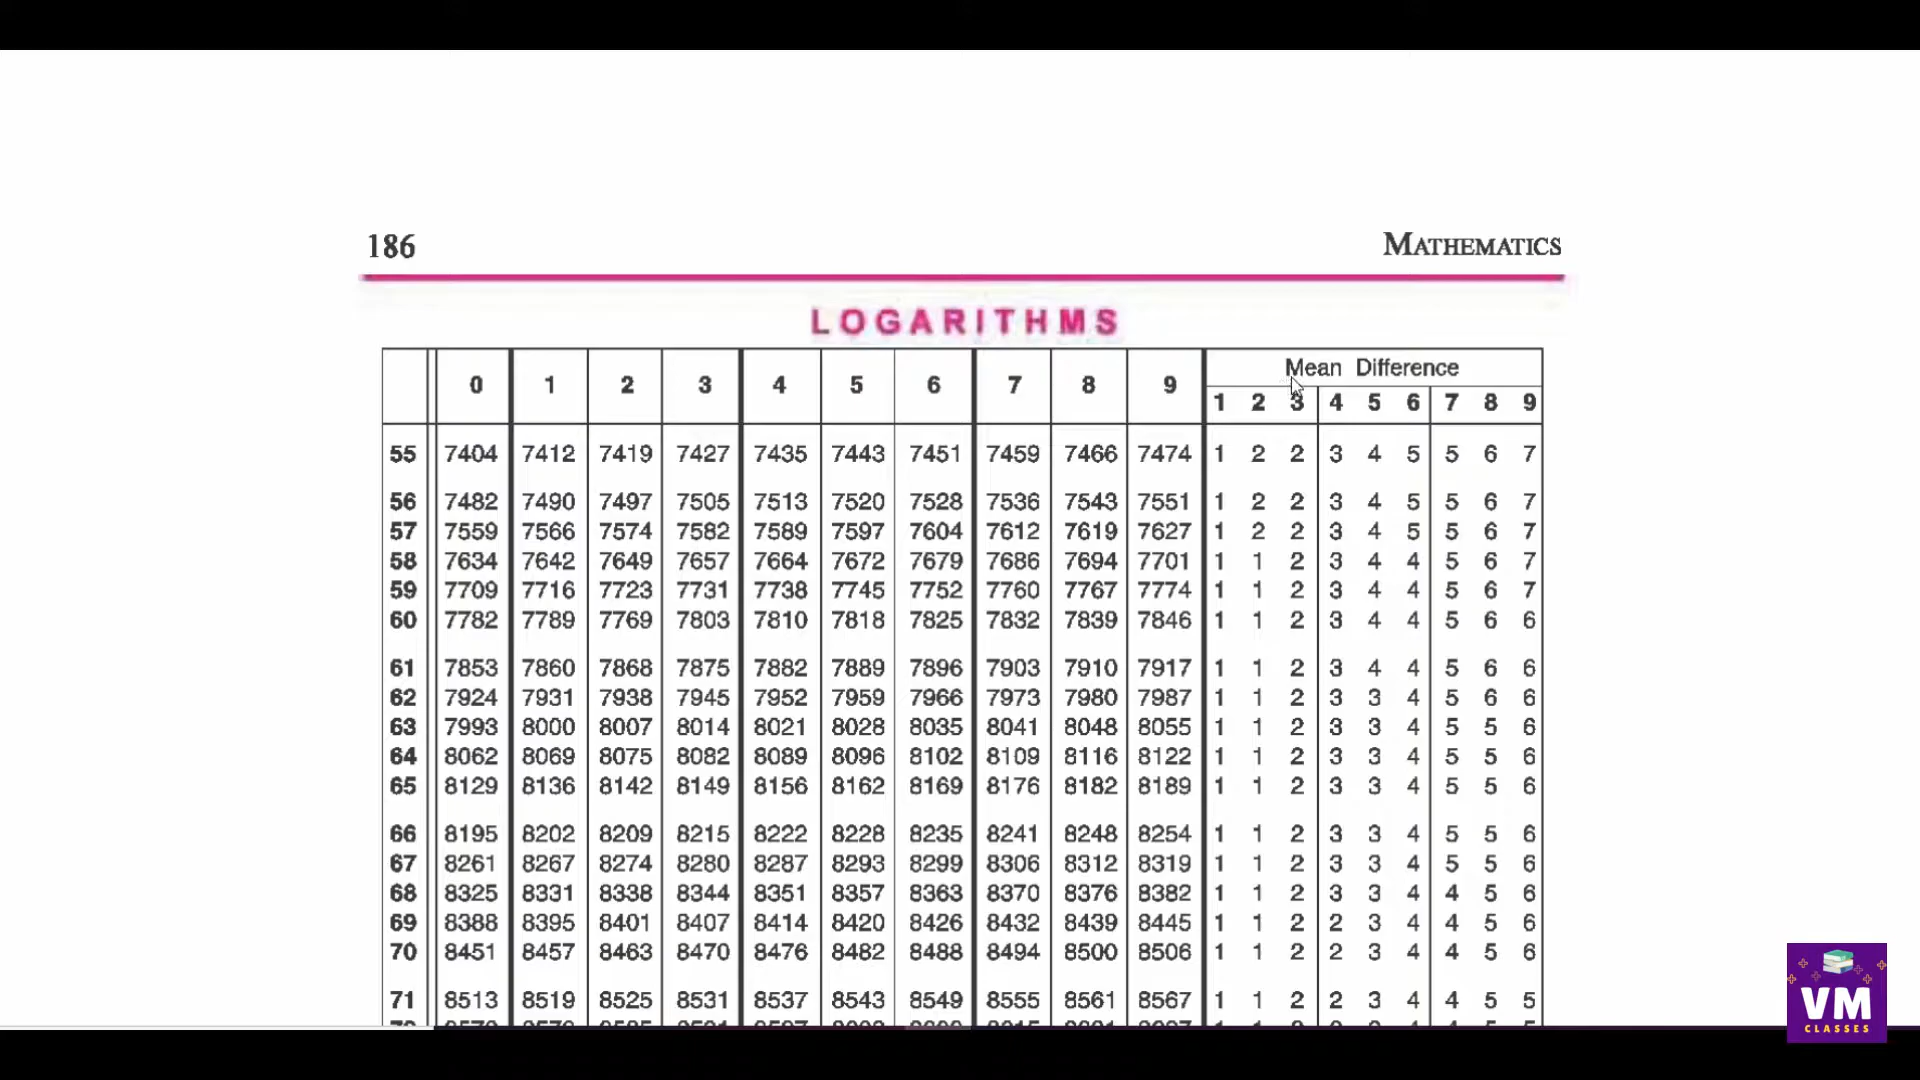 186 MATHEMATICS
LOGARITHMS
0 1 2 3 4 5 6 7 8 9 Mean Difference
1 2 3 4 5 6 7 8 9
55 7404 7412 7419 7427 7435 7443 7451 7459 7466 7474 1 2 2 3 4 5 5 6 7
56 7482 7490 7497 7505 7513 7520 7528 7536 7543 7551 1 2 2 3 4 5 5 6 7
57 7559 7566 7574 7582 7589 7597 7604 7612 7619 7627 1 2 2 3 4 5 5 6 7
58 7634 7642 7649 7657 7664 7672 7679 7686 7694 7701 1 1 2 3 4 4 5 6 7
59 7709 7716 7723 7731 7738 7745 7752 7760 7767 7774 1 1 2 3 4 4 5 6 7
60 7782 7789 7769 7803 7810 7818 7825 7832 7839 7846 1 1 2 3 4 4 5 6 6
61 7853 7860 7868 7875 7882 7889 7896 7903 7910 7917 1 1 2 3 4 4 5 6 6
62 7924 7931 7938 7945 7952 7959 7966 7973 7980 7987 1 1 2 3 3 4 5 6 6
63 7993 8000 8007 8014 8021 8028 8035 8041 8048 8055 1 1 2 3 3 4 5 5 6
64 8062 8069 8075 8082 8089 8096 8102 8109 8116 8122 1 1 2 3 3 4 5 5 6
65 8129 8136 8142 8149 8156 8162 8169 8176 8182 8189 1 1 2 3 3 4 5 5 6
66 8195 8202 8209 8215 8222 8228 8235 8241 8248 8254 1 1 2 3 3 4 5 5 6
67 8261 8267 8274 8280 8287 8293 8299 8306 8312 8319 1 1 2 3 3 4 5 5 6
68 8325 8331 8338 8344 8351 8357 8363 8370 8376 8382 1 1 2 3 3 4 4 5 6
69 8388 8395 8401 8407 8414 8420 8426 8432 8439 8445 1 1 2 2 3 4 4 5 6
70 8451 8457 8463 8470 8476 8482 8488 8494 8500 8506 1 1 2 2 3 4 4 5 6
71 8513 8519 8525 8531 8537 8543 8549 8555 8561 8567 1 1 2 2 3 4 4 5 5
VM
CLASSES